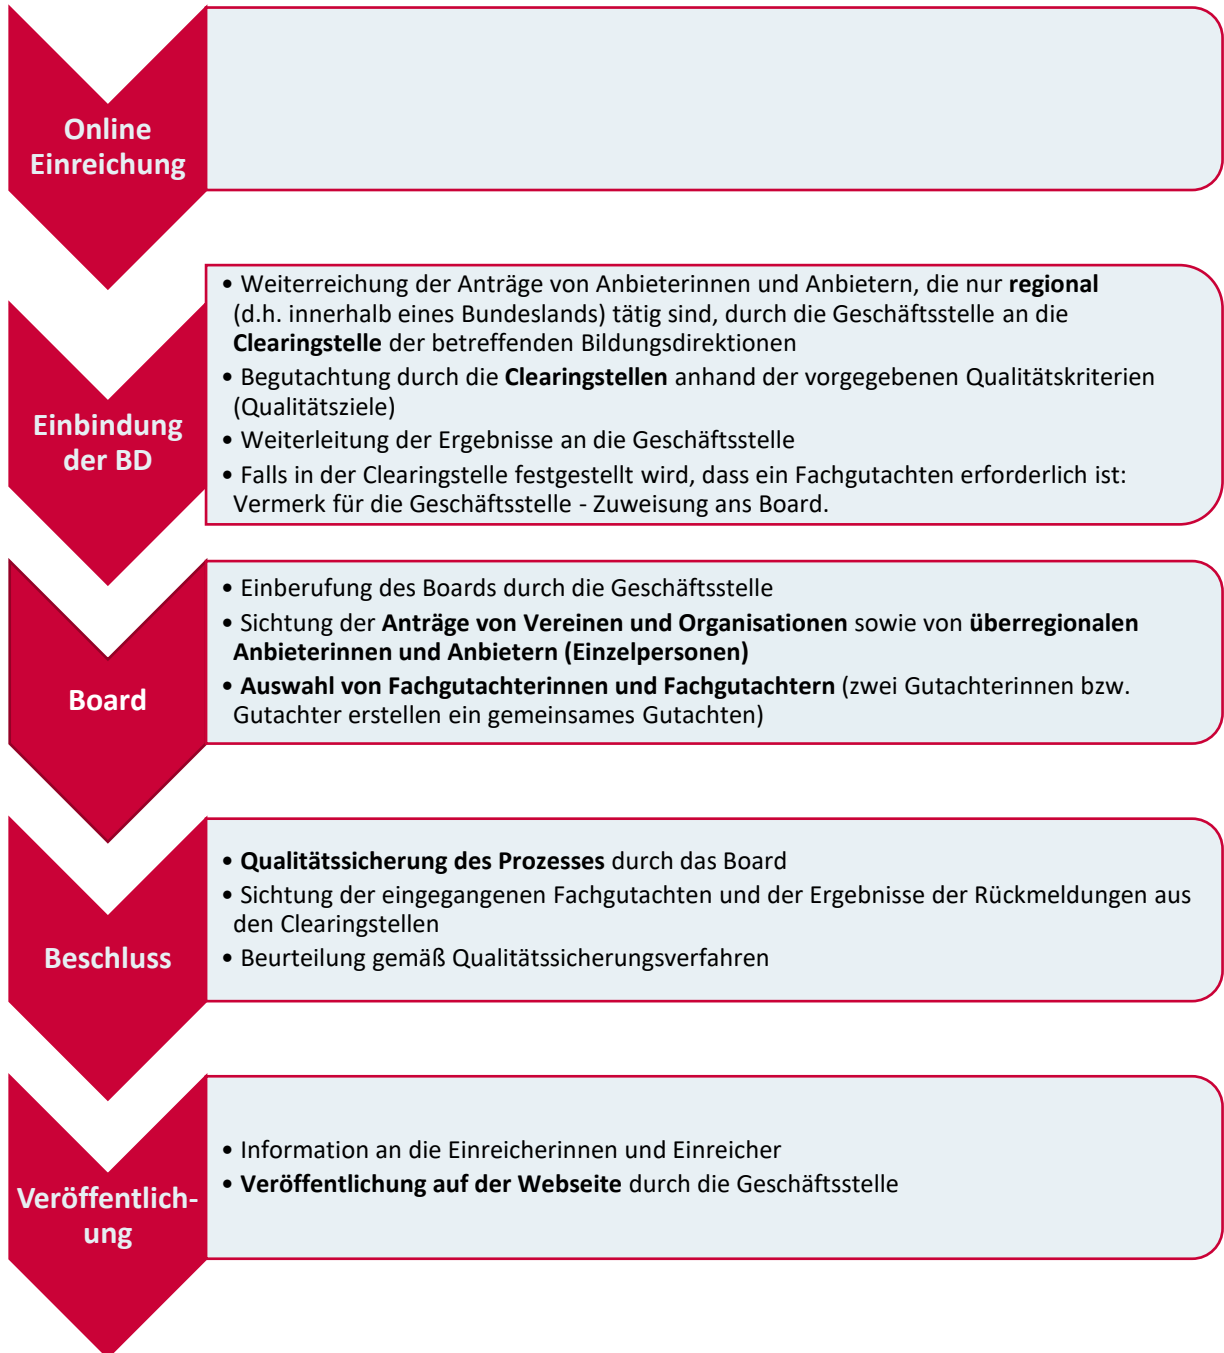 Online
Einreichung
• Weiterreichung der Anträge von Anbieterinnen und Anbietern, die nur regional
(d.h. innerhalb eines Bundeslands) tätig sind, durch die Geschäftsstelle an die
Clearingstelle der betreffenden Bildungsdirektionen
• Begutachtung durch die Clearingstellen anhand der vorgegebenen Qualitätskriterien
(Qualitätsziele)
• Weiterleitung der Ergebnisse an die Geschäftsstelle
• Falls in der Clearingstelle festgestellt wird, dass ein Fachgutachten erforderlich ist:
Vermerk für die Geschäftsstelle - Zuweisung ans Board.
Einbindung
der BD
• Einberufung des Boards durch die Geschäftsstelle
• Sichtung der Anträge von Vereinen und Organisationen sowie von überregionalen
Anbieterinnen und Anbietern (Einzelpersonen)
• Auswahl von Fachgutachterinnen und Fachgutachtern (zwei Gutachterinnen bzw.
Gutachter erstellen ein gemeinsames Gutachten)
Board
• Qualitätssicherung des Prozesses durch das Board
• Sichtung der eingegangenen Fachgutachten und der Ergebnisse der Rückmeldungen aus
den Clearingstellen
• Beurteilung gemäß Qualitätssicherungsverfahren
Beschluss
• Information an die Einreicherinnen und Einreicher
• Veröffentlichung auf der Webseite durch die Geschäftsstelle
Veröffentlich-
ung